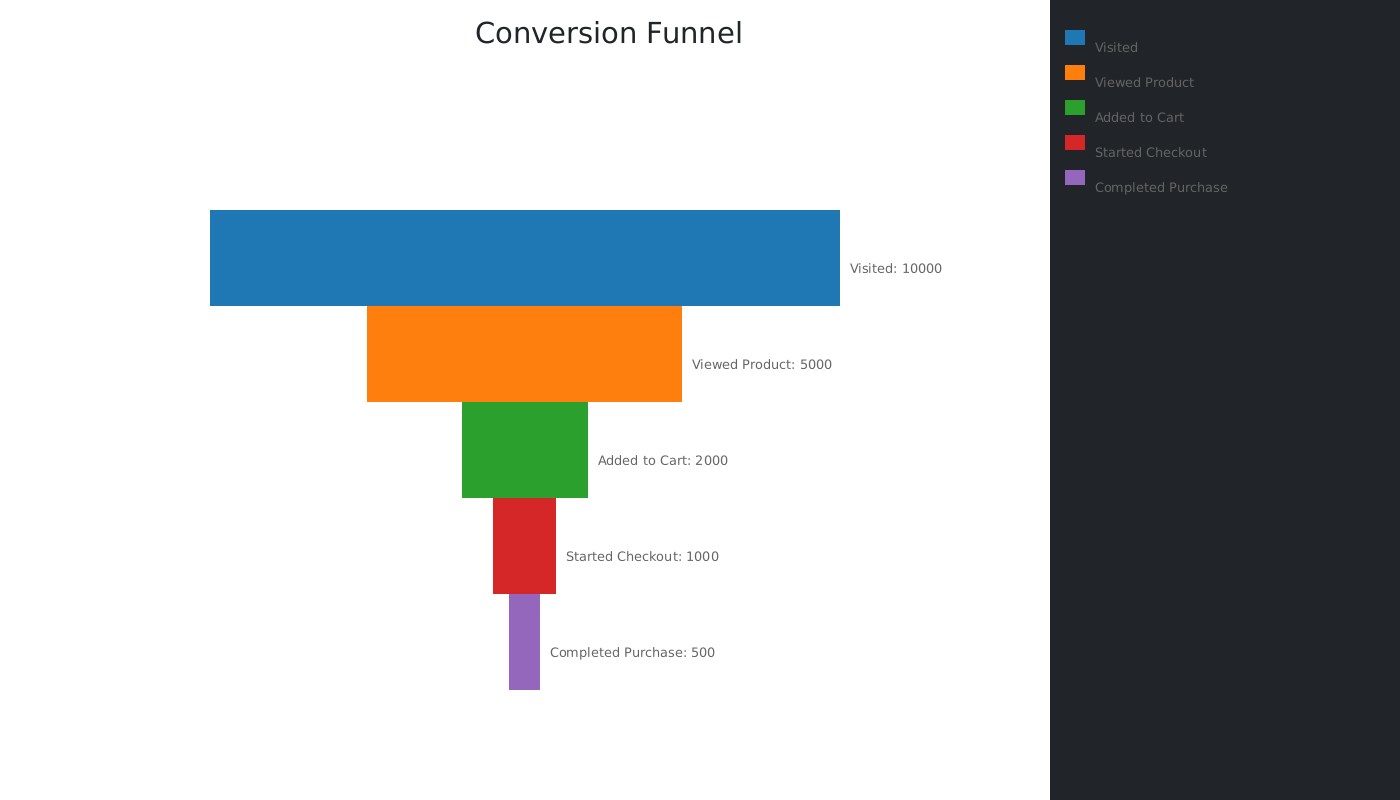 Conversion Funnel
Visited
Viewed Product
Added to Cart
Started Checkout
Completed Purchase
Visited: 10000
Viewed Product: 5000
Added to Cart: 2000
Started Checkout: 1000
Completed Purchase: 500